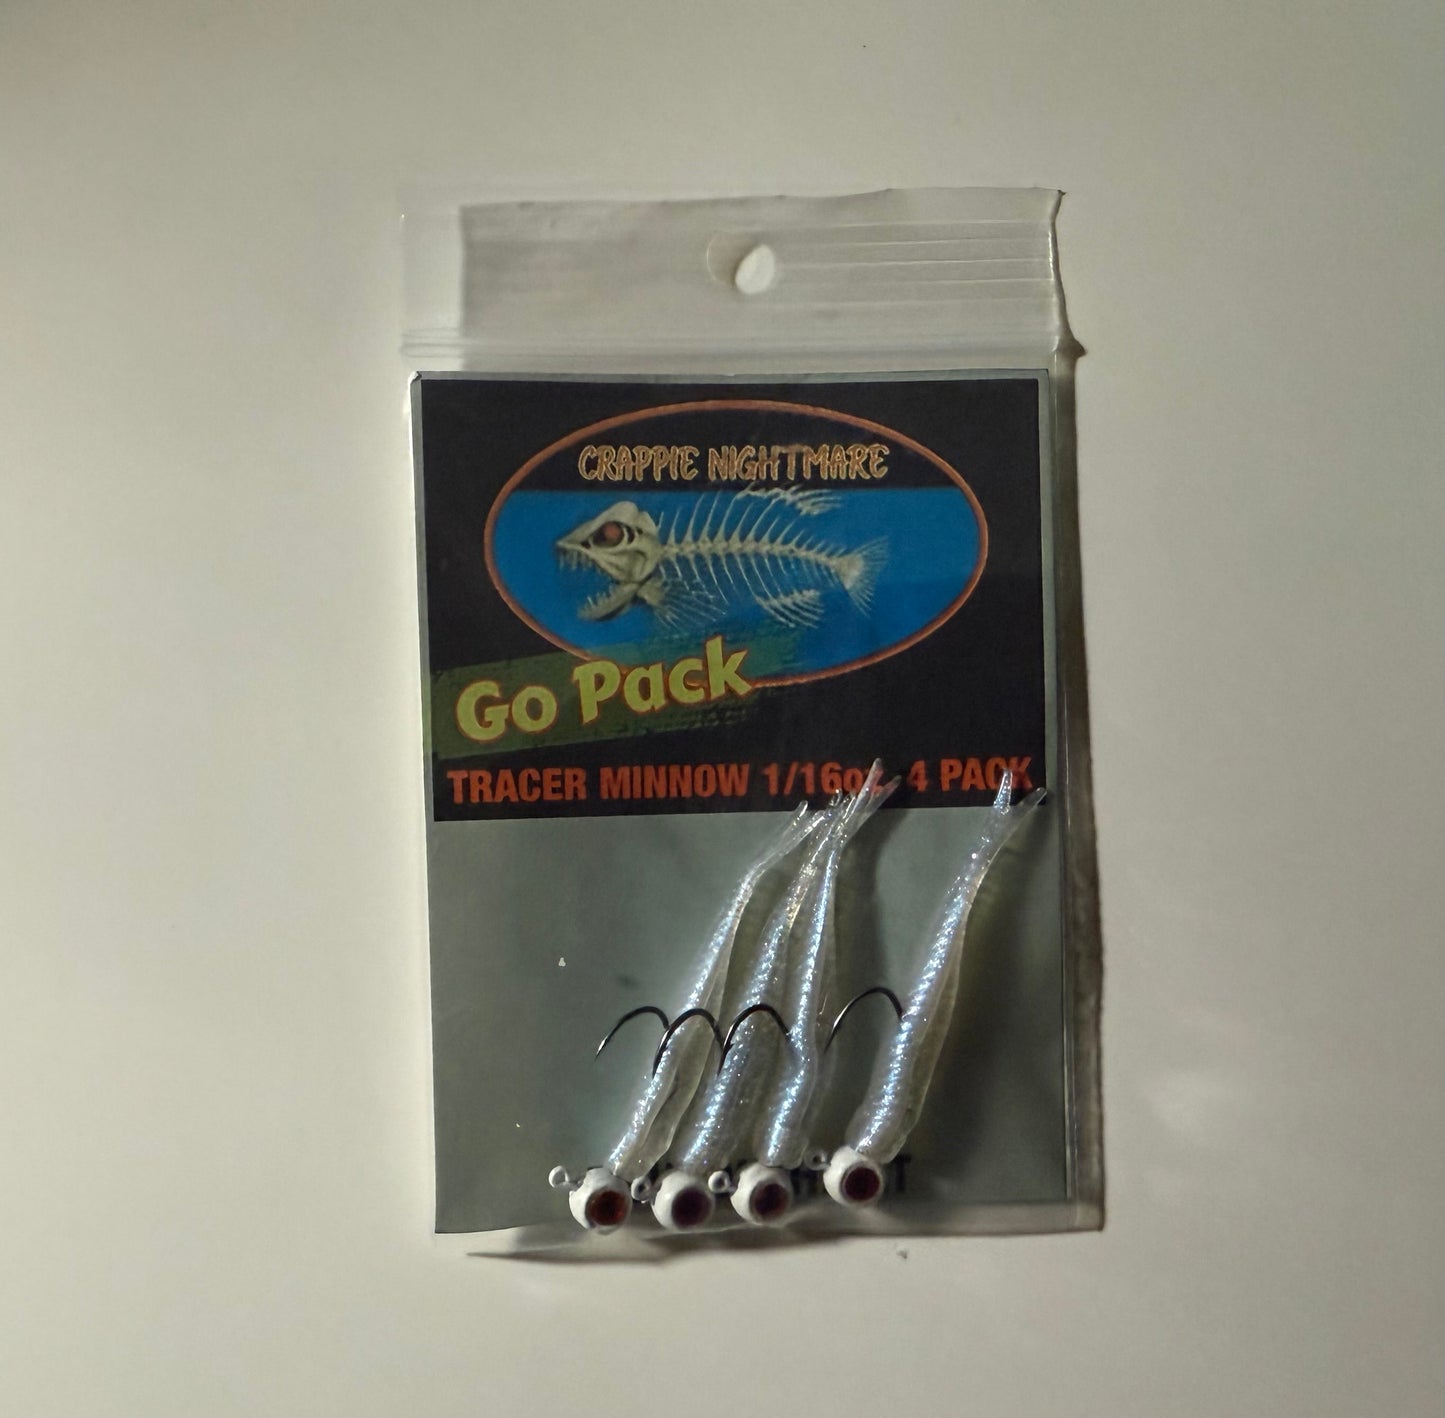 CRAPPIE NIGHTMARE
Go Pack
TRACER MINNOW 1/16oz. 4 PACK